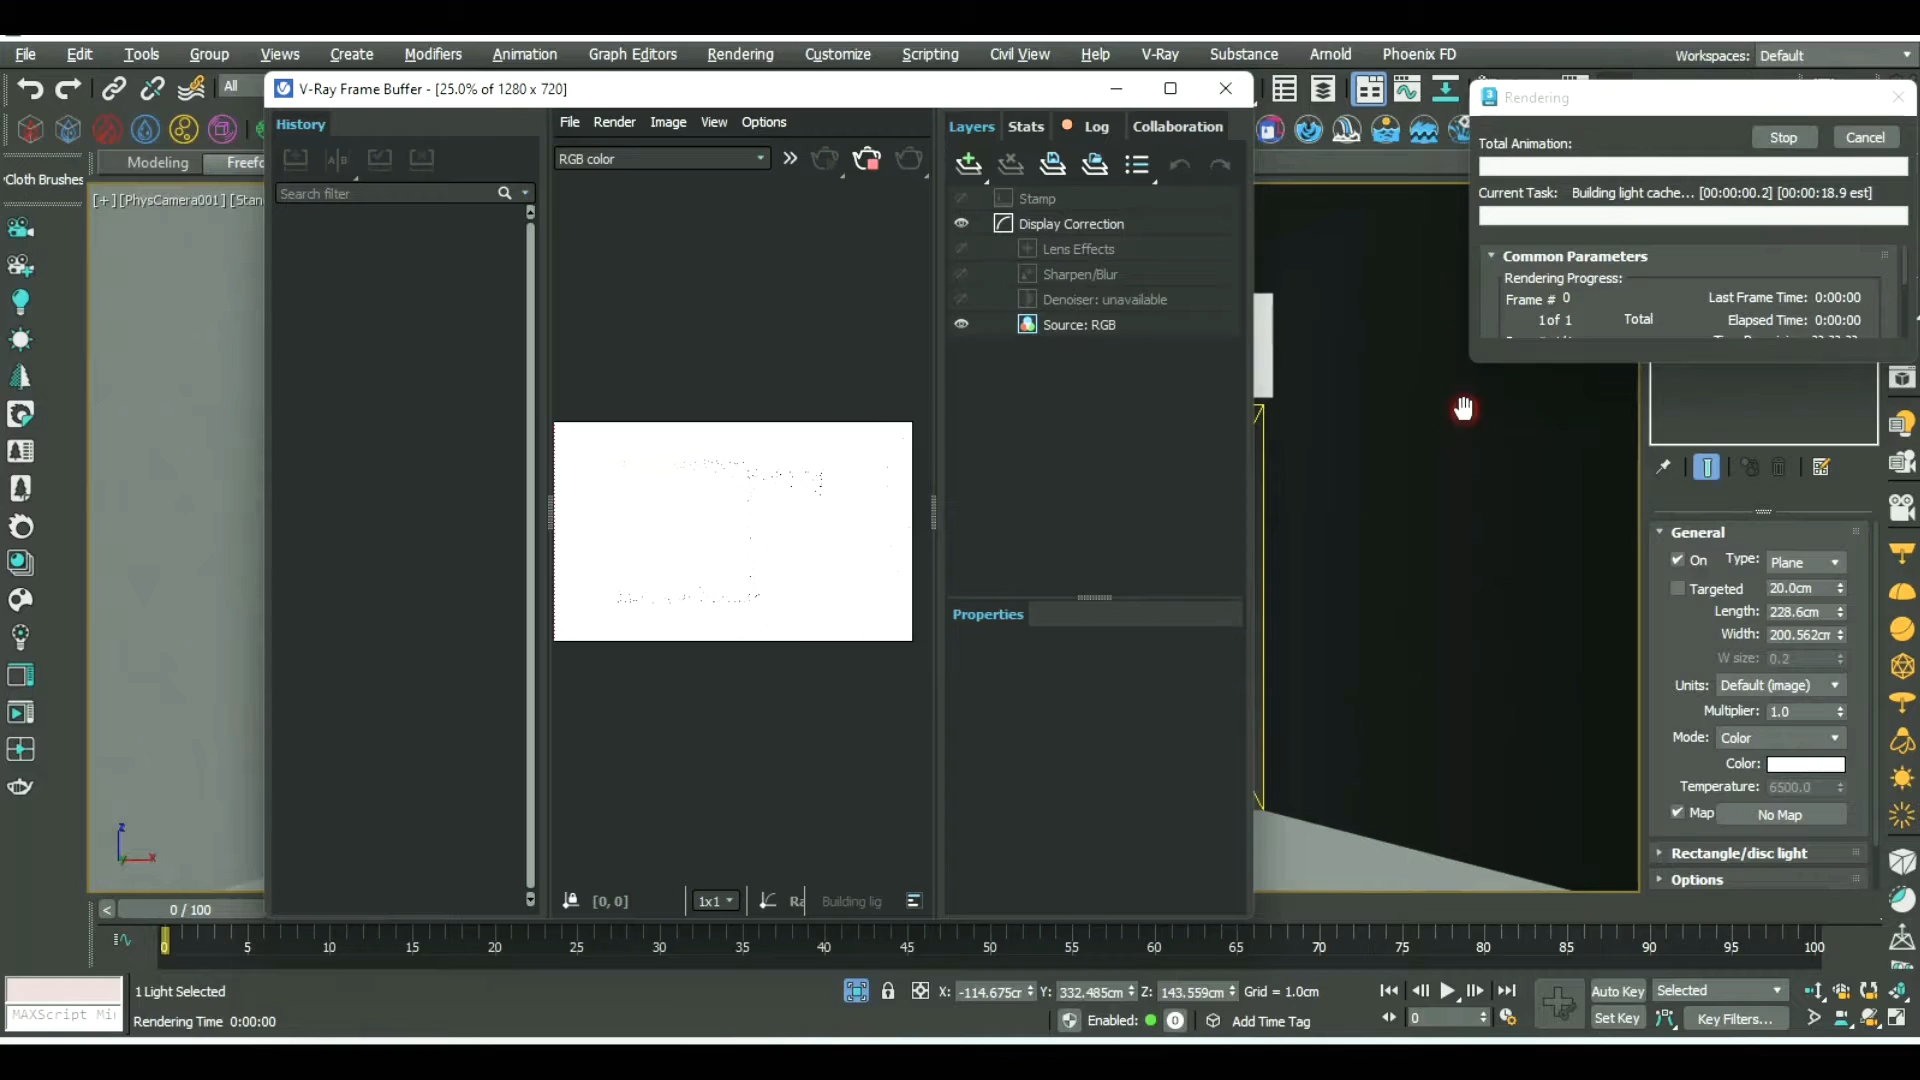 File Edit Tools Group Views Create Modifiers Animation Graph Editors Rendering Customize Scripting Civil View Help V-Ray Substance Arnold Phoenix FD Workspaces: Default
All
V-Ray Frame Buffer - [25.0% of 1280 x 720]
Rendering
History
File Render Image View Options
Layers Stats Log Collaboration
Total Animation:
Stop Cancel
Modeling
RGB color
Cloth Brushes
Search filter
Current Task: Building light cache... [00:00:00.2] [00:00:18.9 est]
[+] [PhysCamera001]
Stamp
Display Correction
Lens Effects
Sharpen/Blur
Denoiser: unavailable
Source: RGB
Common Parameters
Rendering Progress:
Frame # 0
Last Frame Time: 0:00:00
1 of 1 Total
Elapsed Time: 0:00:00
Properties
General
On Type: Plane
Targeted 20.0cm
Length: 228.6cm
Width: 200.562cm
W size: 0.2
Units: Default (image)
Multiplier: 1.0
Mode: Color
Color:
Temperature: 6500.0
Map No Map
Rectangle/disc light
Options
[0, 0] 1x1 Building lig
< 0 / 100
0 5 10 15 20 25 30 35 40 45 50 55 60 65 70 75 80 85 90 95 100
1 Light Selected
X: -114.675cm Y: 332.485cm Z: 143.559cm Grid = 1.0cm
Auto Key Selected
MAXScript Mi
Rendering Time 0:00:00
Enabled: 0 Add Time Tag
0
Set Key Key Filters...
z
x